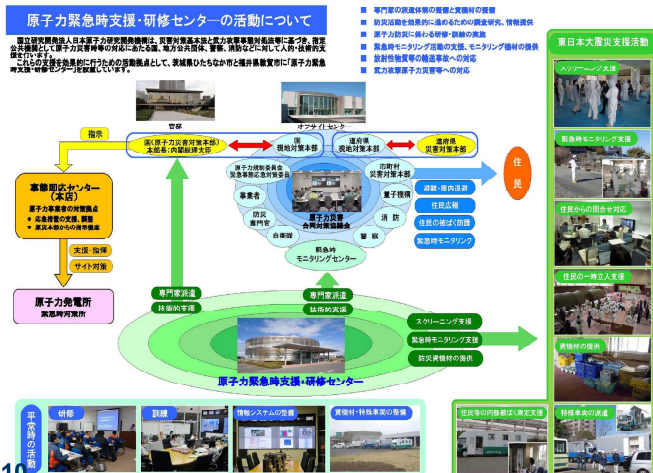 原子力緊急時支援・研修センターの活動について
国立研究開発法人日本原子力研究開発機構は、災害対策基本法と武力攻撃事態対処法等に基づき、指定
公共機関として原子力災害時等の対応にあたる国、地方公共団体、警察、消防などに対して人的・技術的支
援を行います。
これらの支援を効果的に行うための活動拠点として、茨城県ひたちなか市と福井県敦賀市に「原子力緊急
時支援・研修センター」を設置しています。
■ 専門家の派遣体制の整備と資機材の整備
■ 防災活動を効果的に進めるための調査研究、情報提供
■ 原子力防災に係わる研修・訓練の実施
■ 緊急時モニタリング活動の支援、モニタリング機材の提供
■ 放射性物質等の輸送事故への対応
■ 武力攻撃原子力災害等への対応
東日本大震災支援活動
スクリーニング支援
緊急時モニタリング支援
住民からの問合せ対応
住民の一時立入支援
資機材の提供
特殊車両の派遣
住民等の内部被ばく測定支援
官邸
オフサイトセンター
指示
国(原子力災害対策本部)
本部長:内閣総理大臣
国
現地対策本部
道府県
現地対策本部
道府県
災害対策本部
事態即応センター
(本店)
原子力事業者の対策拠点
● 応急措置の支援、調整
● 原災本部からの指示徹底
支援・指揮
サイト対策
原子力発電所
緊急時対策所
原子力規制委員会
緊急事態応急対策委員
市町村
災害対策本部
事業者
量子機構
防災
専門官
消 防
自衛隊
警 察
原子力災害
合同対策協議会
緊急時
モニタリングセンター
住民
避難・屋内退避
住民広報
住民の被ばく防護
緊急時モニタリング
専門家派遣
技術的支援
専門家派遣
技術的支援
スクリーニング支援
緊急時モニタリング支援
防災資機材の提供
原子力緊急時支援・研修センター
平常時の活動
研修
訓練
情報システムの整備
資機材・特殊車両の整備
10